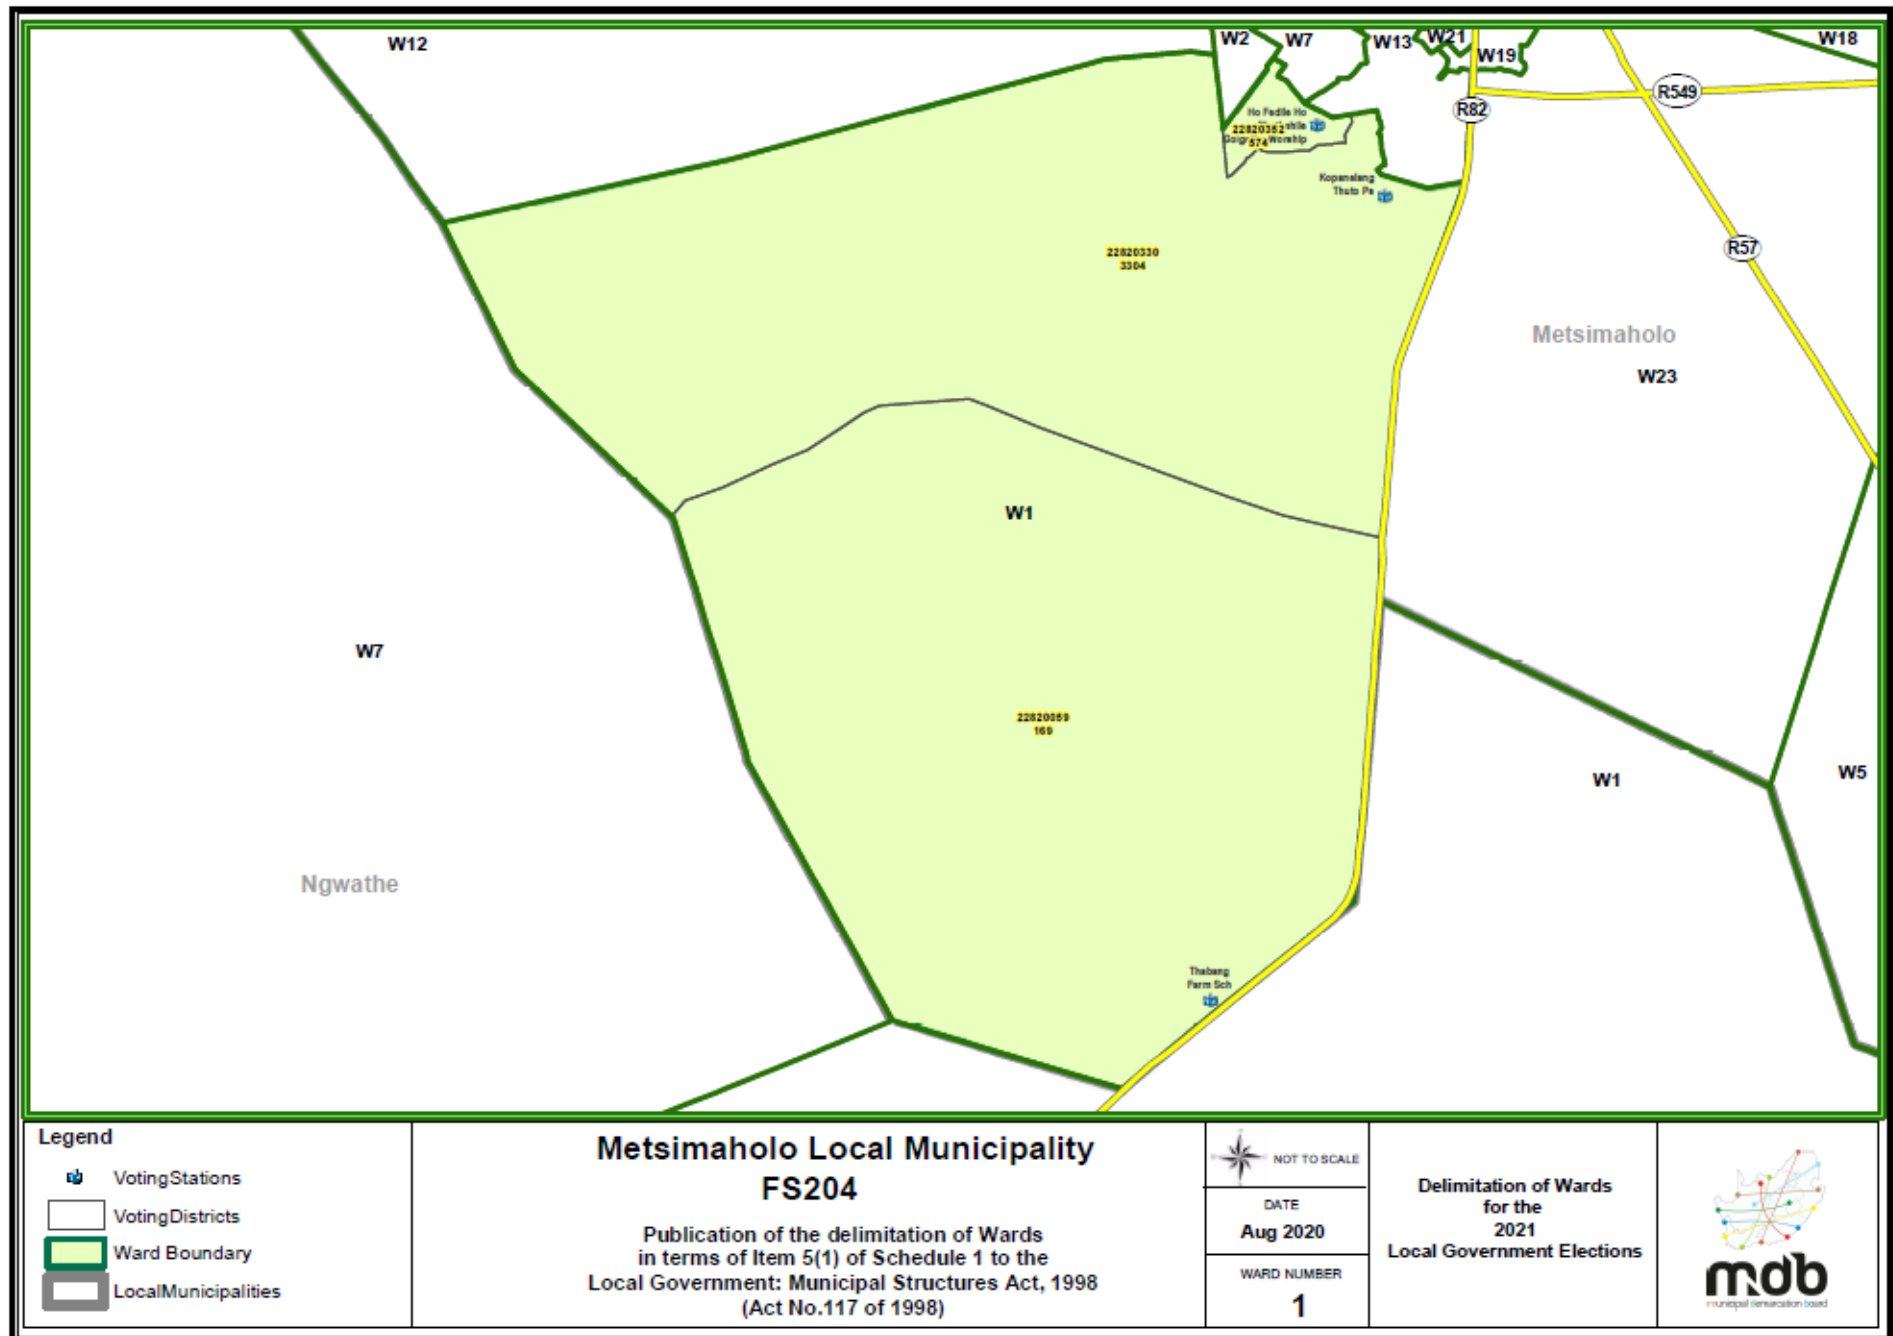 W12
W2
W7
W13
W21
W19
W18
R549
R82
Ho Fedile Ho
22820352
574
Worship
Kopanelang
Thuto Ps
22820330
3304
R57
Metsimaholo
W23
W1
W7
22820059
169
W1
W5
Ngwathe
Thabang
Farm Sch
Legend
VotingStations
VotingDistricts
Ward Boundary
LocalMunicipalities
Metsimaholo Local Municipality
FS204
Publication of the delimitation of Wards
in terms of Item 5(1) of Schedule 1 to the
Local Government: Municipal Structures Act, 1998
(Act No.117 of 1998)
NOT TO SCALE
DATE
Aug 2020
WARD NUMBER
1
Delimitation of Wards
for the
2021
Local Government Elections
mdb
municipal demarcation board